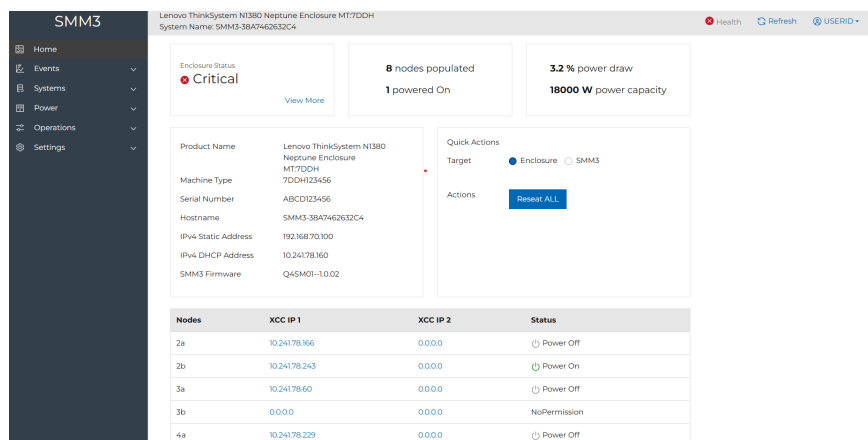 SMM3
Lenovo ThinkSystem N1380 Neptune Enclosure MT:7DDH
System Name: SMM3-38A7462632C4
Health
Refresh
USERID
Home
Events
Systems
Power
Operations
Settings
Enclosure Status
Critical
View More
8 nodes populated
1 powered On
3.2 % power draw
18000 W power capacity
Product Name Lenovo ThinkSystem N1380
Neptune Enclosure
MT:7DDH
Machine Type 7DDH123456
Serial Number ABCD123456
Hostname SMM3-38A7462632C4
IPv4 Static Address 192.168.70.100
IPv4 DHCP Address 10.241.78.160
SMM3 Firmware Q4SM01--1.0.02
Quick Actions
Target Enclosure SMM3
Actions Reseat ALL
Nodes XCC IP 1 XCC IP 2 Status
2a 10.241.78.166 0.0.0.0 Power Off
2b 10.241.78.243 0.0.0.0 Power On
3a 10.241.78.60 0.0.0.0 Power Off
3b 0.0.0.0 0.0.0.0 NoPermission
4a 10.241.78.229 0.0.0.0 Power Off